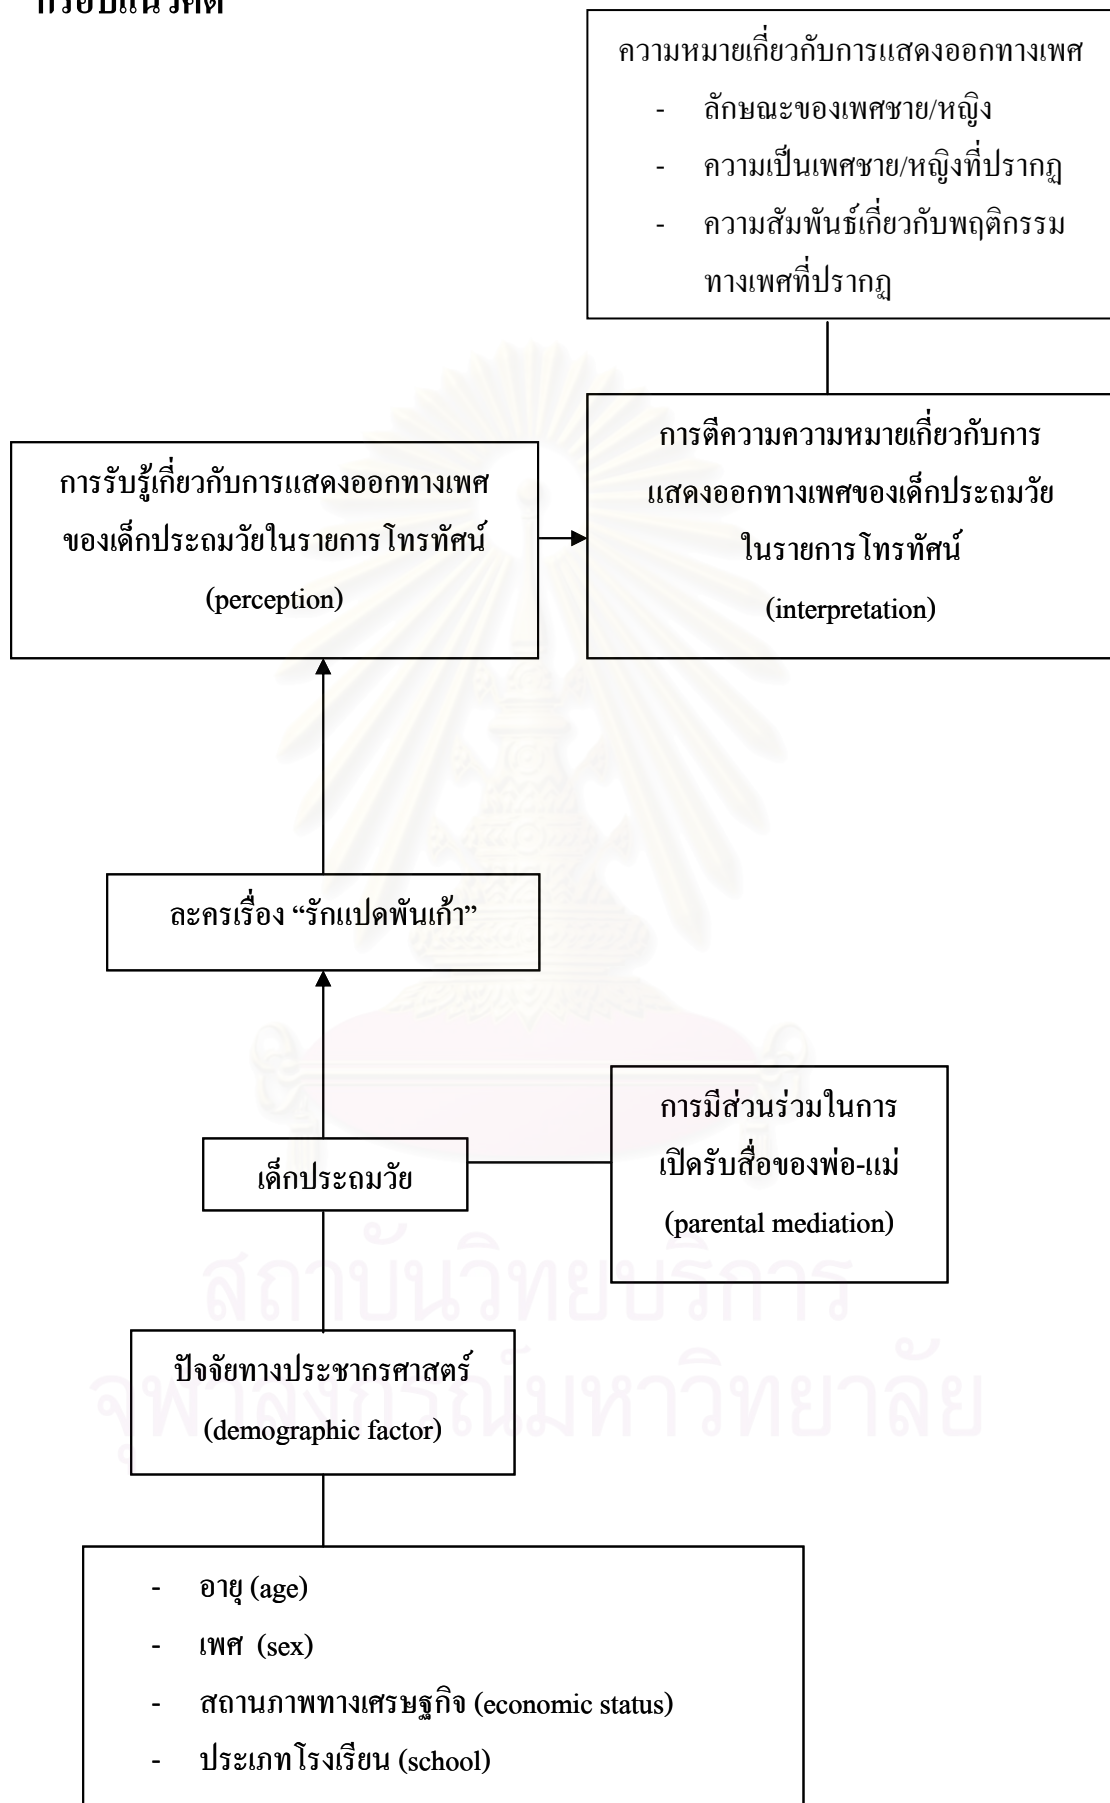 กรอบแนวคิด
ความหมายเกี่ยวกับการแสดงออกทางเพศ
- ลักษณะของเพศชาย/หญิง
- ความเป็นเพศชาย/หญิงที่ปรากฏ
- ความสัมพันธ์เกี่ยวกับพฤติกรรม
ทางเพศที่ปรากฏ
การรับรู้เกี่ยวกับการแสดงออกทางเพศ
ของเด็กประถมวัยในรายการโทรทัศน์
(perception)
การตีความความหมายเกี่ยวกับการ
แสดงออกทางเพศของเด็กประถมวัย
ในรายการโทรทัศน์
(interpretation)
ละครเรื่อง “รักแปดพันเก้า”
เด็กประถมวัย
การมีส่วนร่วมในการ
เปิดรับสื่อของพ่อ-แม่
(parental mediation)
สถาบันวิทยบริการ
จุฬาลงกรณ์มหาวิทยาลัย
ปัจจัยทางประชากรศาสตร์
(demographic factor)
- อายุ (age)
- เพศ (sex)
- สถานภาพทางเศรษฐกิจ (economic status)
- ประเภทโรงเรียน (school)